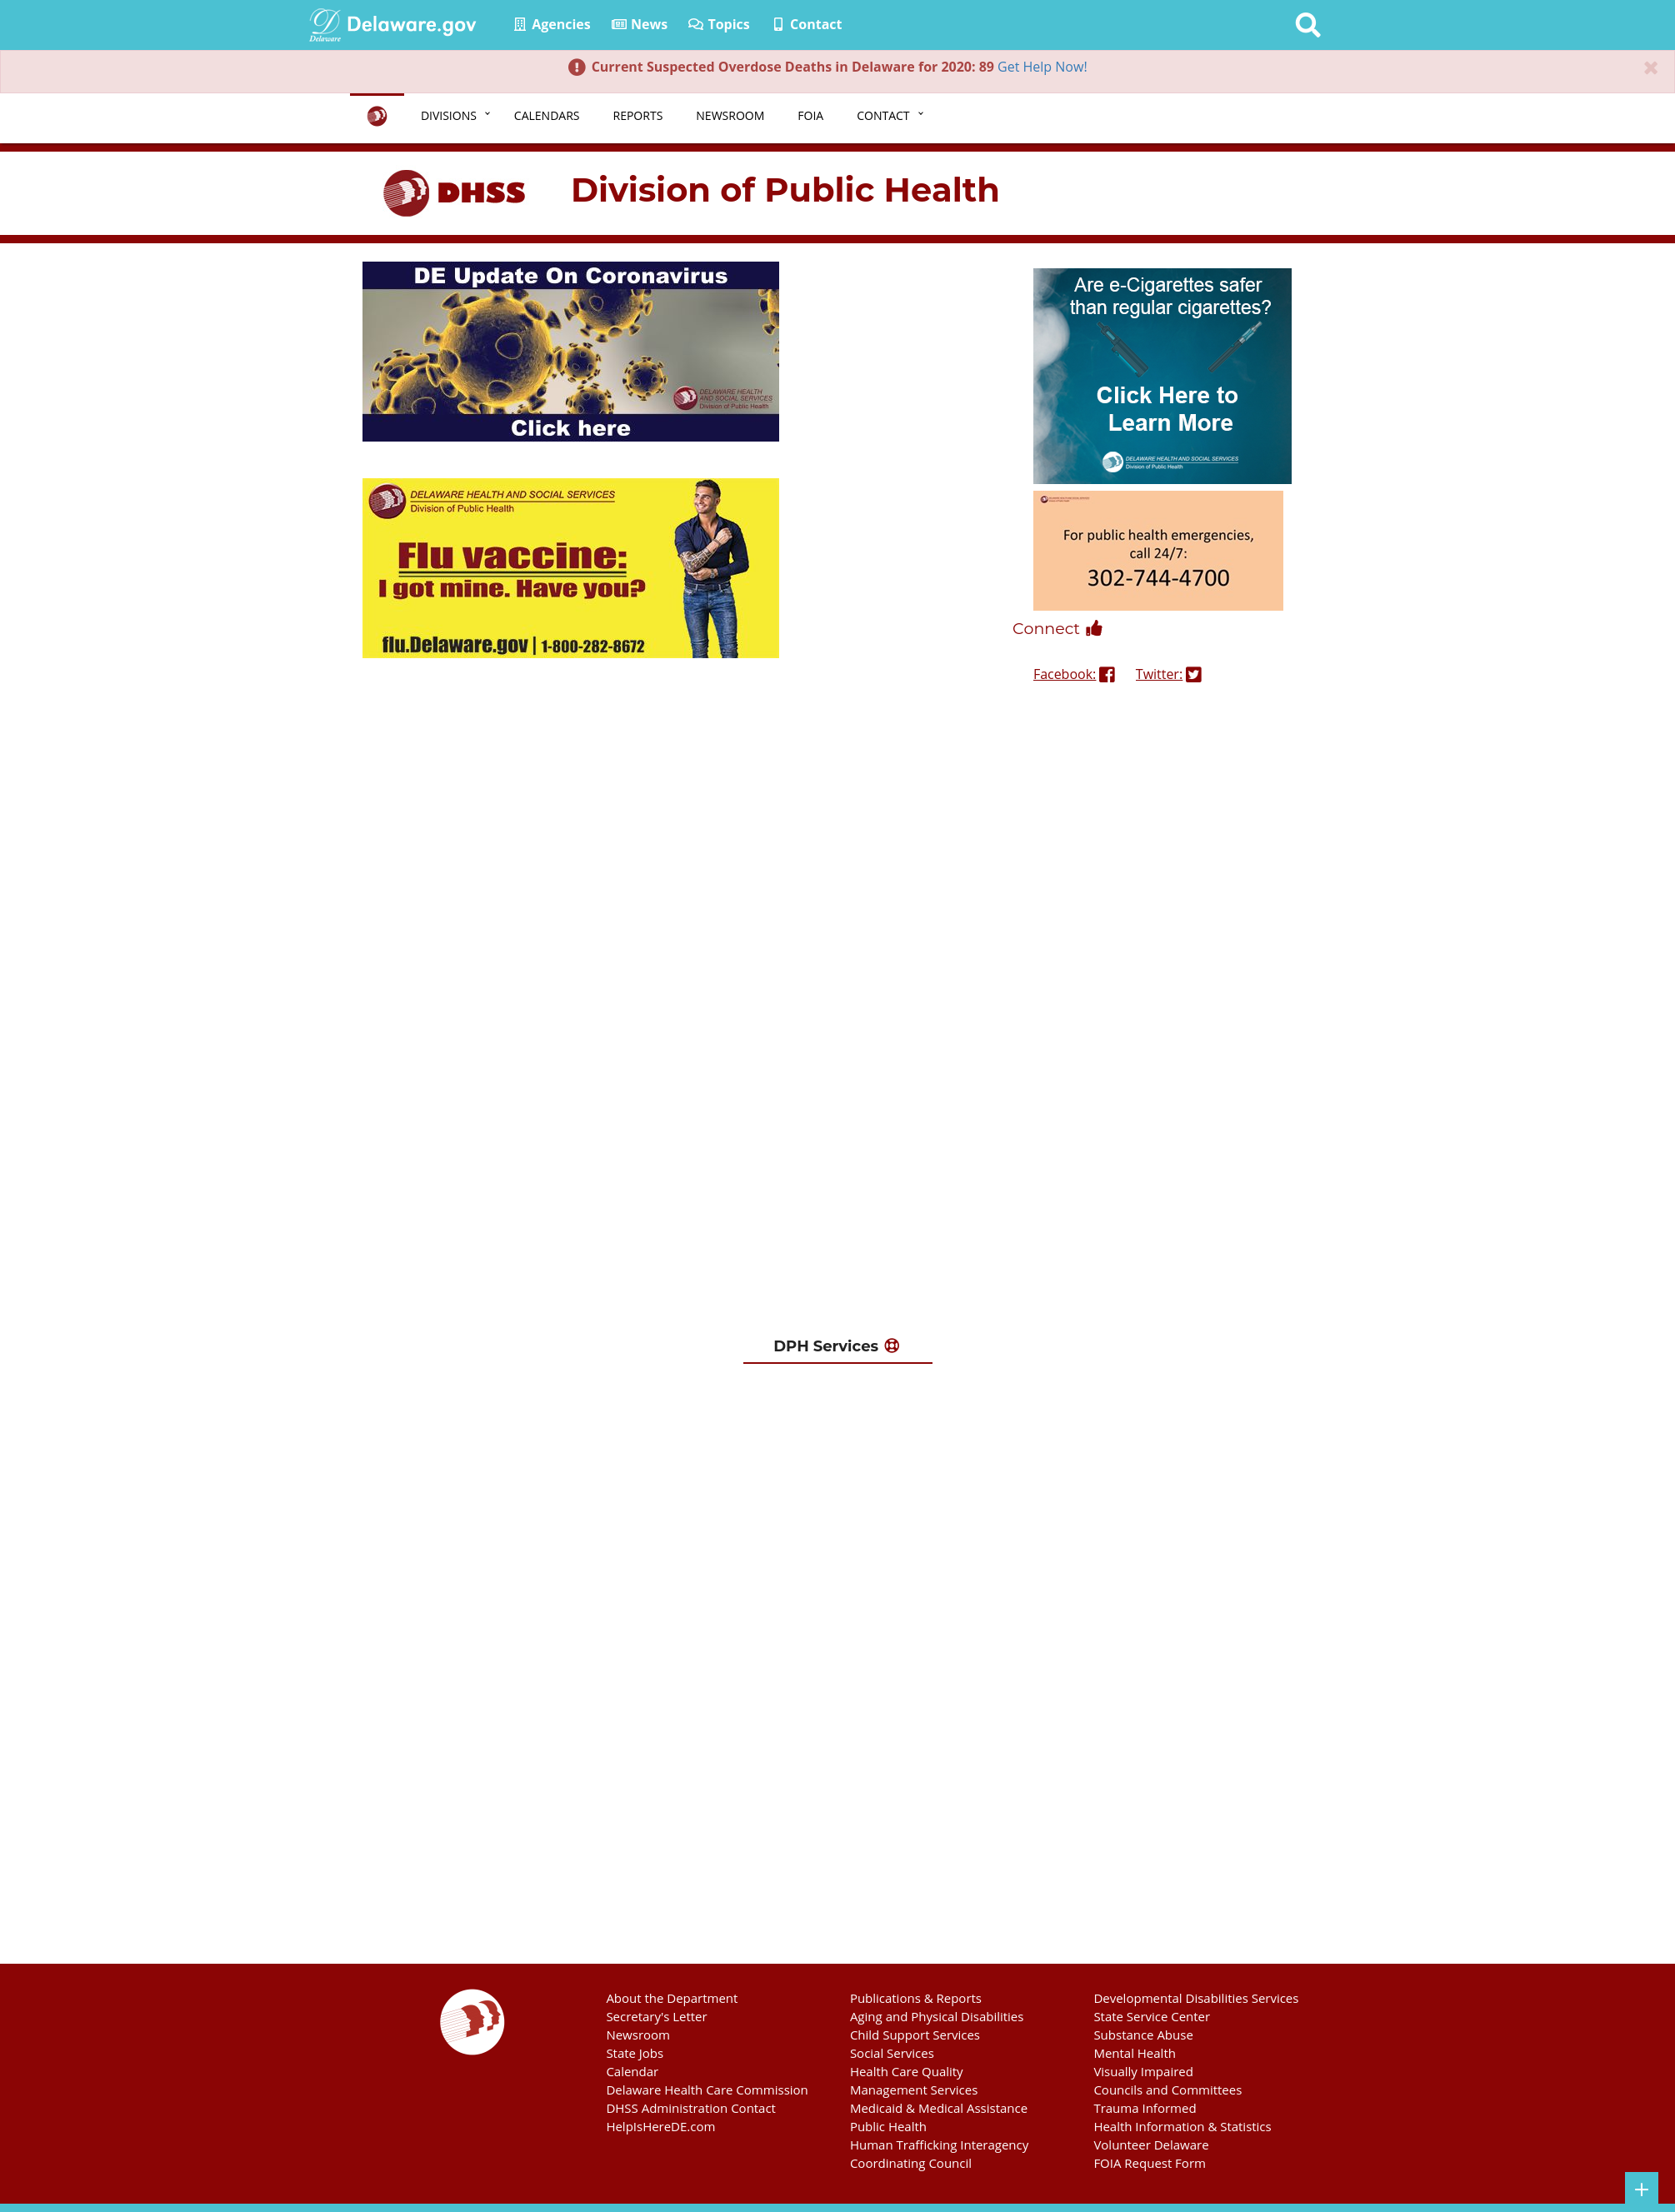 Delaware
Delaware.gov
Agencies
News
Topics
Contact
Current Suspected Overdose Deaths in Delaware for 2020: 89 Get Help Now!
DIVISIONS
CALENDARS
REPORTS
NEWSROOM
FOIA
CONTACT
DHSS
Division of Public Health
DE Update On Coronavirus
DELAWARE HEALTH
AND SOCIAL SERVICES
Division of Public Health
Click here
DELAWARE HEALTH AND SOCIAL SERVICES
Division of Public Health
Flu vaccine:
I got mine. Have you?
flu.Delaware.gov | 1-800-282-8672
Are e-Cigarettes safer
than regular cigarettes?
Click Here to
Learn More
DELAWARE HEALTH AND SOCIAL SERVICES
Division of Public Health
For public health emergencies,
call 24/7:
302-744-4700
Connect
Facebook:
Twitter:
DPH Services
About the Department
Secretary's Letter
Newsroom
State Jobs
Calendar
Delaware Health Care Commission
DHSS Administration Contact
HelpIsHereDE.com
Publications & Reports
Aging and Physical Disabilities
Child Support Services
Social Services
Health Care Quality
Management Services
Medicaid & Medical Assistance
Public Health
Human Trafficking Interagency
Coordinating Council
Developmental Disabilities Services
State Service Center
Substance Abuse
Mental Health
Visually Impaired
Councils and Committees
Trauma Informed
Health Information & Statistics
Volunteer Delaware
FOIA Request Form